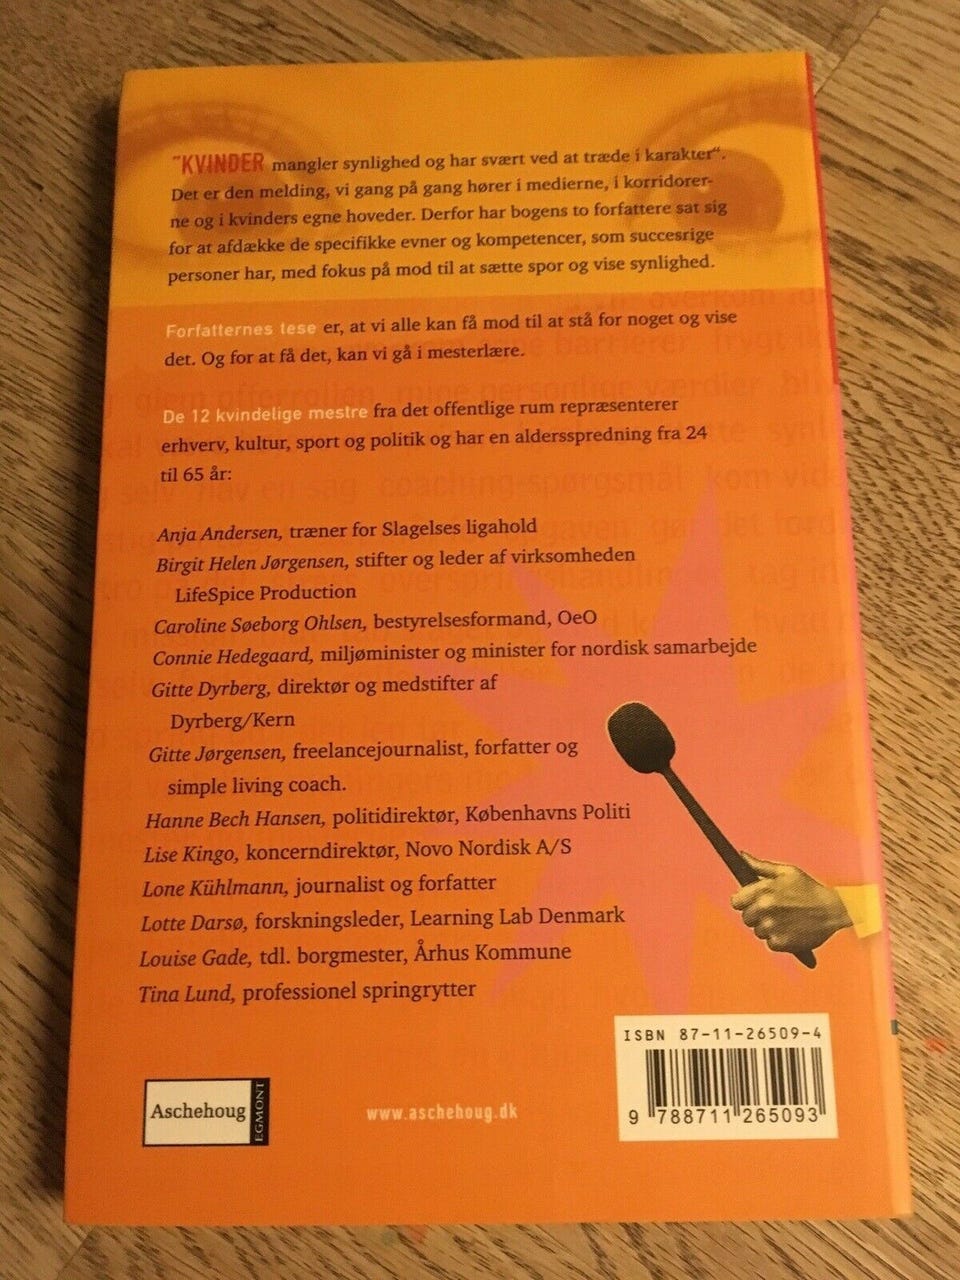 "KVINDER mangler synlighed og har svært ved at træde i karakter".
Det er den melding, vi gang på gang hører i medierne, i korridorer-
ne og i kvinders egne hoveder. Derfor har bogens to forfattere sat sig
for at afdække de specifikke evner og kompetencer, som succesrige
personer har, med fokus på mod til at sætte spor og vise synlighed.
Forfatternes tese er, at vi alle kan få mod til at stå for noget og vise
det. Og for at få det, kan vi gå i mesterlære.
De 12 kvindelige mestre fra det offentlige rum repræsenterer
erhverv, kultur, sport og politik og har en aldersspredning fra 24
til 65 år:
Anja Andersen, træner for Slagelses ligahold
Birgit Helen Jørgensen, stifter og leder af virksomheden
LifeSpice Production
Caroline Søeborg Ohlsen, bestyrelsesformand, OeO
Connie Hedegaard, miljøminister og minister for nordisk samarbejde
Gitte Dyrberg, direktør og medstifter af
Dyrberg/Kern
Gitte Jørgensen, freelancejournalist, forfatter og
simple living coach.
Hanne Bech Hansen, politidirektør, Københavns Politi
Lise Kingo, koncerndirektør, Novo Nordisk A/S
Lone Kühlmann, journalist og forfatter
Lotte Darsø, forskningsleder, Learning Lab Denmark
Louise Gade, tdl. borgmester, Århus Kommune
Tina Lund, professionel springrytter
ISBN 87-11-26509-4
9 788711 265093
Aschehoug
EGMONT
www.aschehoug.dk